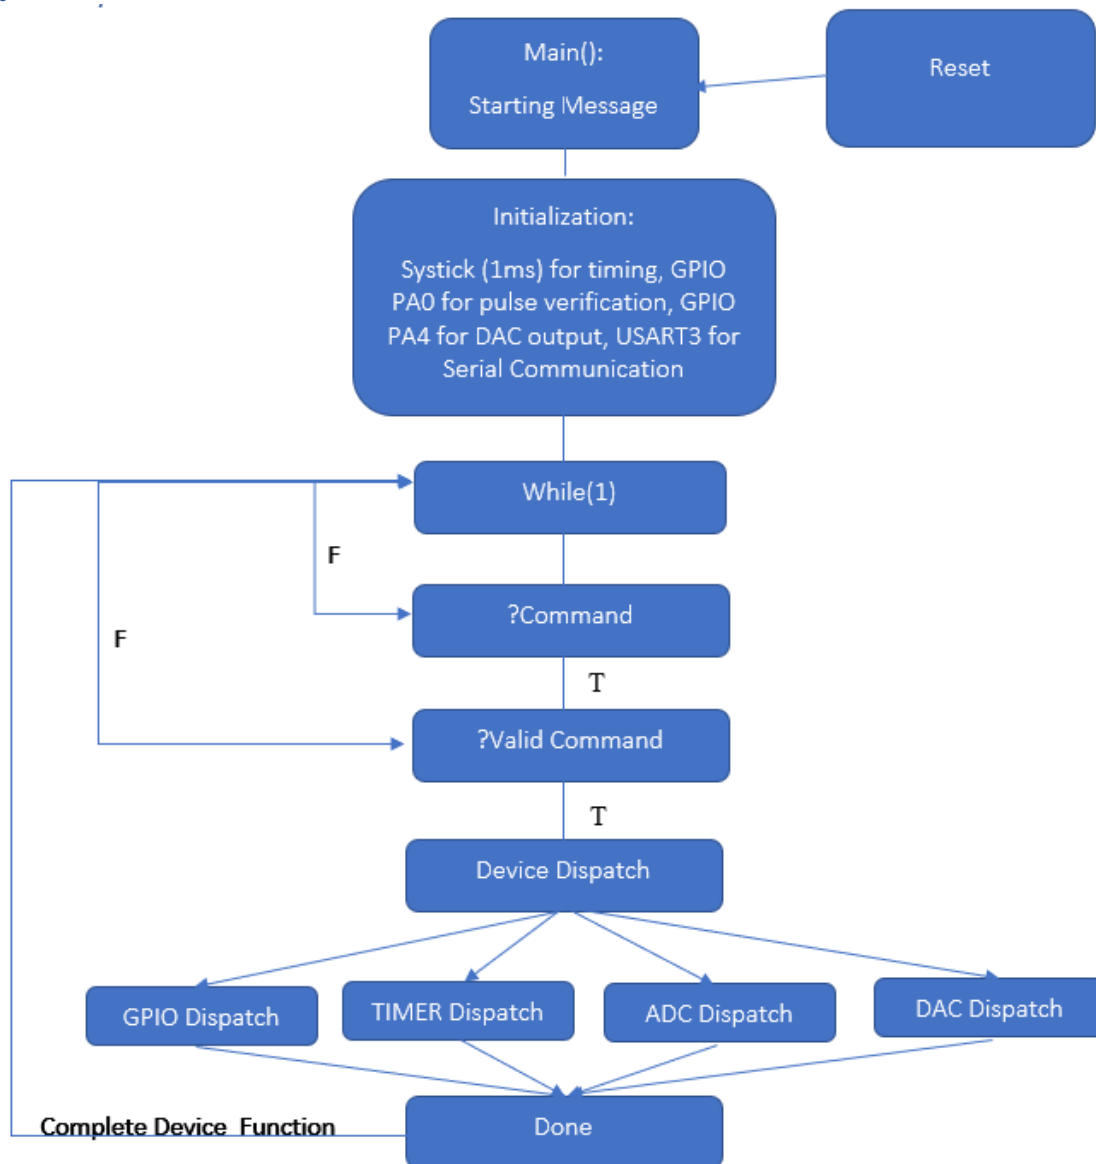 Main():
Starting Message
Reset
Initialization:
Systick (1ms) for timing, GPIO
PA0 for pulse verification, GPIO
PA4 for DAC output, USART3 for
Serial Communication
While(1)
F
?Command
F
T
?Valid Command
T
Device Dispatch
GPIO Dispatch
TIMER Dispatch
ADC Dispatch
DAC Dispatch
Complete Device Function
Done